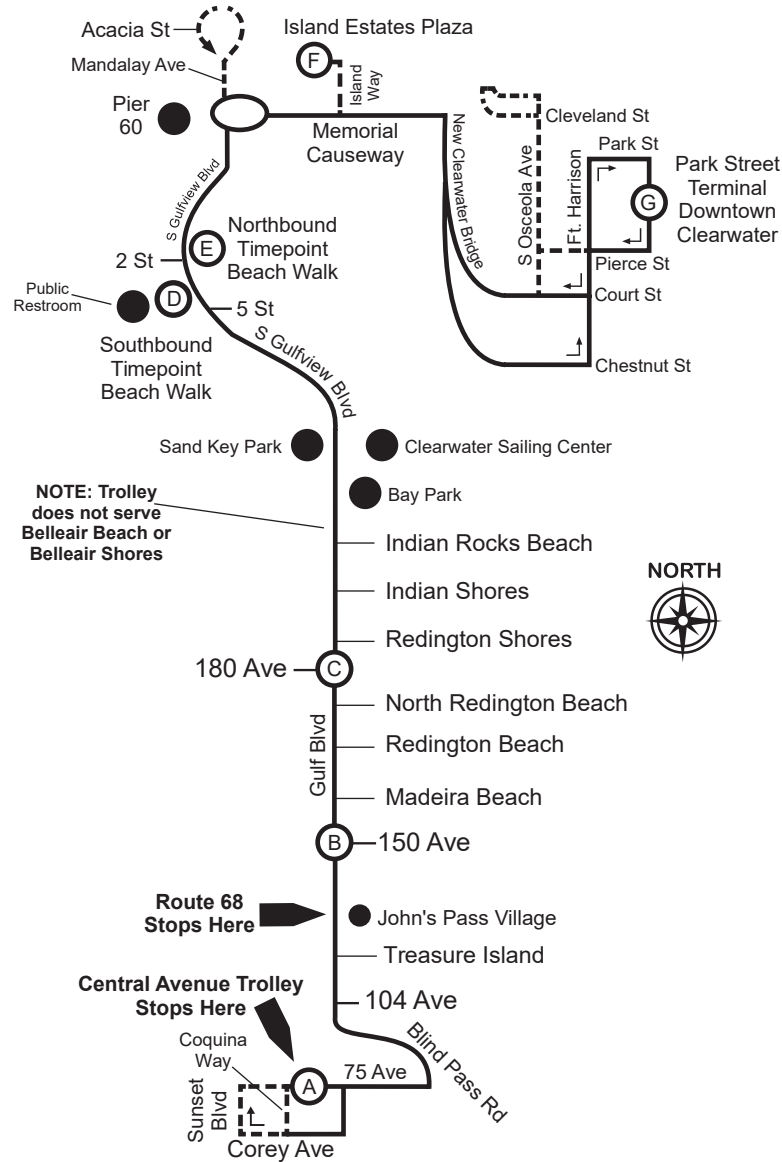 Acacia St
Mandalay Ave
Island Estates Plaza
F
Island
Way
Pier
60
Memorial
Causeway
New Clearwater Bridge
Cleveland St
S Osceola Ave
Ft. Harrison
Park St
Park Street
Terminal
Downtown
Clearwater
G
Pierce St
Court St
Chestnut St
S Gulfview Blvd
E
Northbound
Timepoint
Beach Walk
2 St
Public
Restroom
D
5 St
Southbound
Timepoint
Beach Walk
S Gulfview Blvd
Sand Key Park
Clearwater Sailing Center
Bay Park
NOTE: Trolley
does not serve
Belleair Beach or
Belleair Shores
Indian Rocks Beach
Indian Shores
Redington Shores
NORTH
180 Ave
C
North Redington Beach
Redington Beach
Gulf Blvd
Madeira Beach
B
150 Ave
Route 68
Stops Here
John's Pass Village
Treasure Island
Central Avenue Trolley
Stops Here
104 Ave
Blind Pass Rd
Coquina
Way
A
75 Ave
Sunset
Blvd
Corey Ave